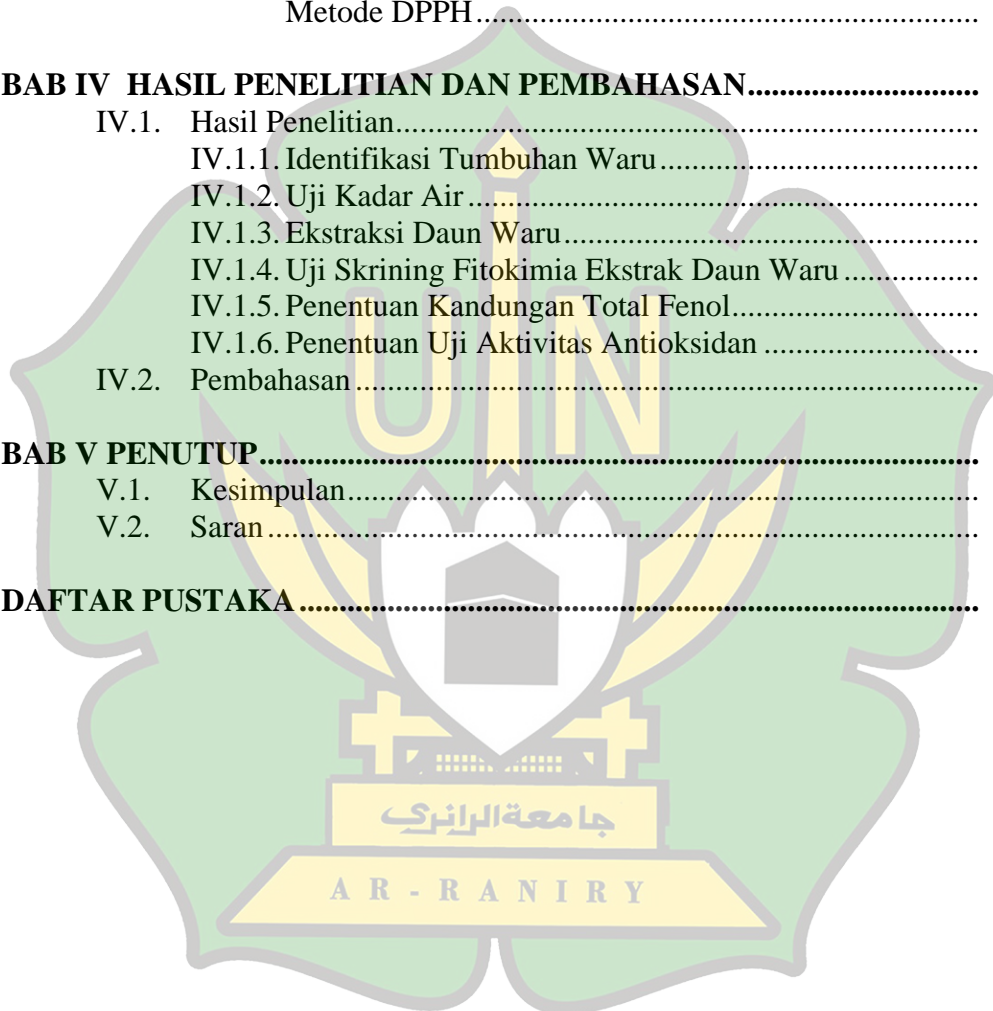 Metode DPPH...............................................................
BAB IV HASIL PENELITIAN DAN PEMBAHASAN.............................
IV.1. Hasil Penelitian.........................................................................
IV.1.1. Identifikasi Tumbuhan Waru........................................
IV.1.2. Uji Kadar Air................................................................
IV.1.3. Ekstraksi Daun Waru....................................................
IV.1.4. Uji Skrining Fitokimia Ekstrak Daun Waru.................
IV.1.5. Penentuan Kandungan Total Fenol...............................
IV.1.6. Penentuan Uji Aktivitas Antioksidan...........................
IV.2. Pembahasan..............................................................................
BAB V PENUTUP..........................................................................................
V.1. Kesimpulan...............................................................................
V.2. Saran.........................................................................................
DAFTAR PUSTAKA.....................................................................................
UIN
جامعة الرانري
AR-RANIRY